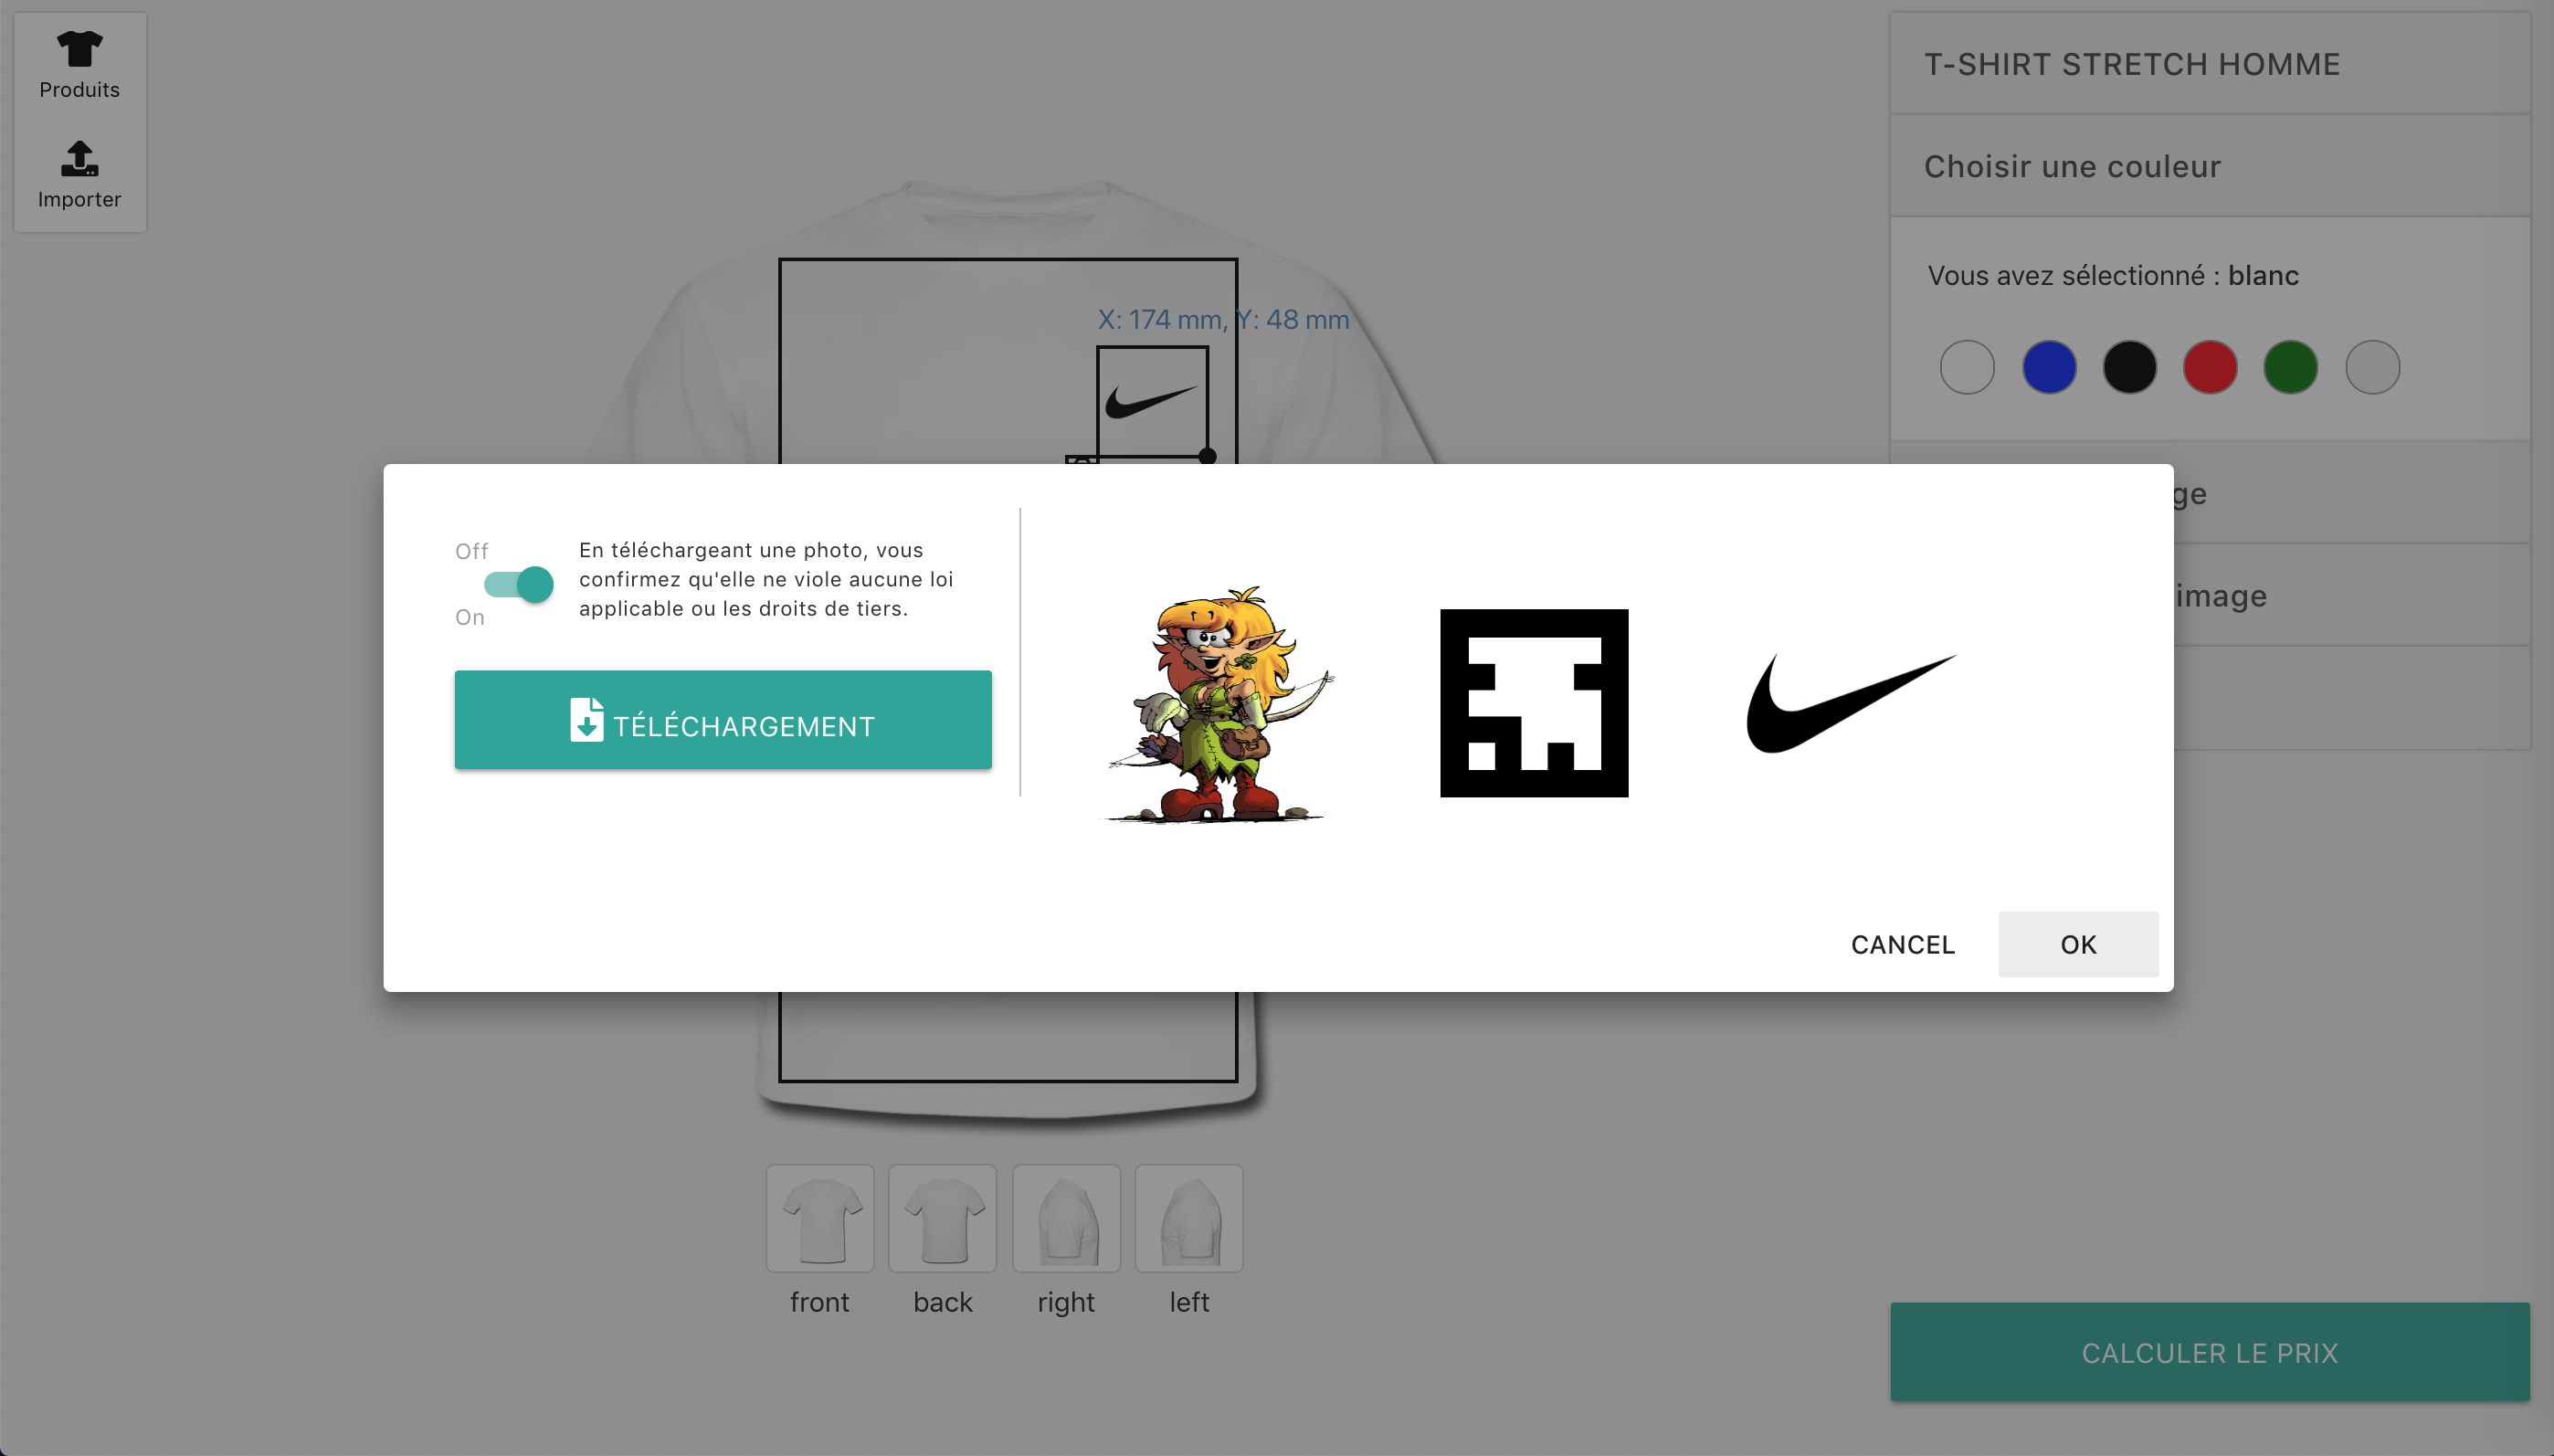 Produits
Importer
T-SHIRT STRETCH HOMME
Choisir une couleur
Vous avez sélectionné : blanc
X: 174 mm, Y: 48 mm
ge
image
Off
On
En téléchargeant une photo, vous
confirmez qu'elle ne viole aucune loi
applicable ou les droits de tiers.
TÉLÉCHARGEMENT
CANCEL
OK
front
back
right
left
CALCULER LE PRIX